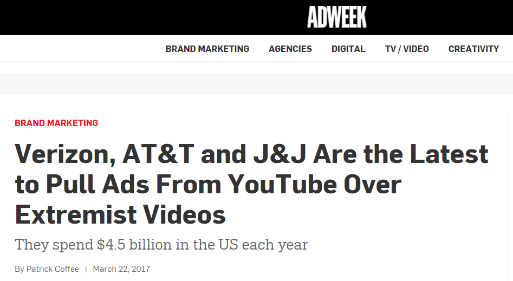 ADWEEK
BRAND MARKETING AGENCIES DIGITAL TV / VIDEO CREATIVITY
BRAND MARKETING
Verizon, AT&T and J&J Are the Latest
to Pull Ads From YouTube Over
Extremist Videos
They spend $4.5 billion in the US each year
By Patrick Coffee | March 22, 2017